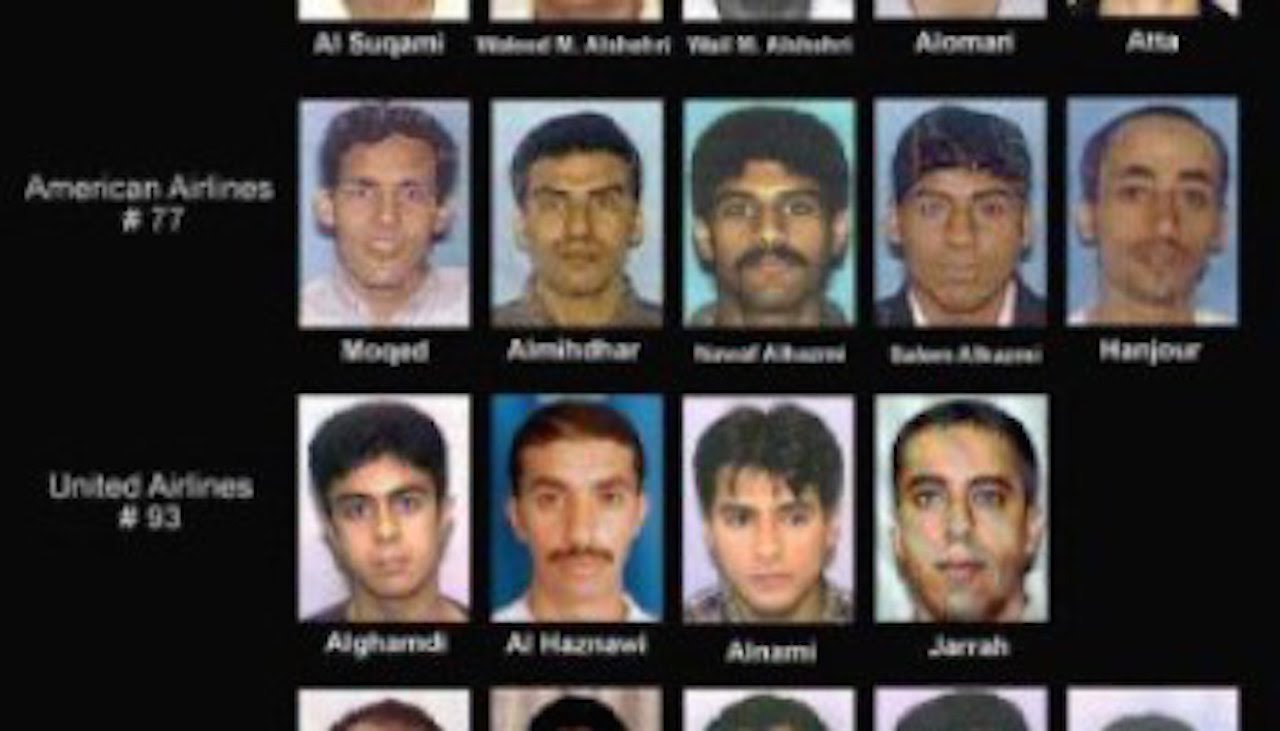 Al Suqami
Waleed M. Alshehri
Wail M. Alshehri
Alomari
Atta
American Airlines
# 77
Moqed
Almihdhar
Nawaf Alhazmi
Salem Alhazmi
Hanjour
United Airlines
# 93
Alghamdi
Al Haznawi
Alnami
Jarrah